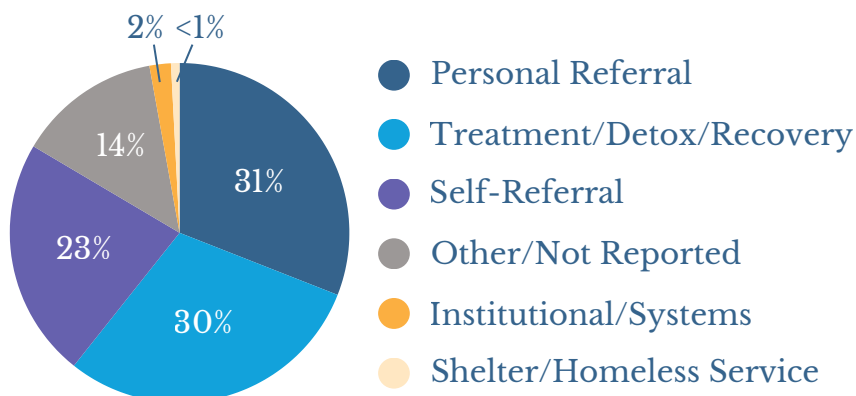 2% <1%
Personal Referral
Treatment/Detox/Recovery
14%
31%
Self-Referral
23%
Other/Not Reported
30%
Institutional/Systems
Shelter/Homeless Service